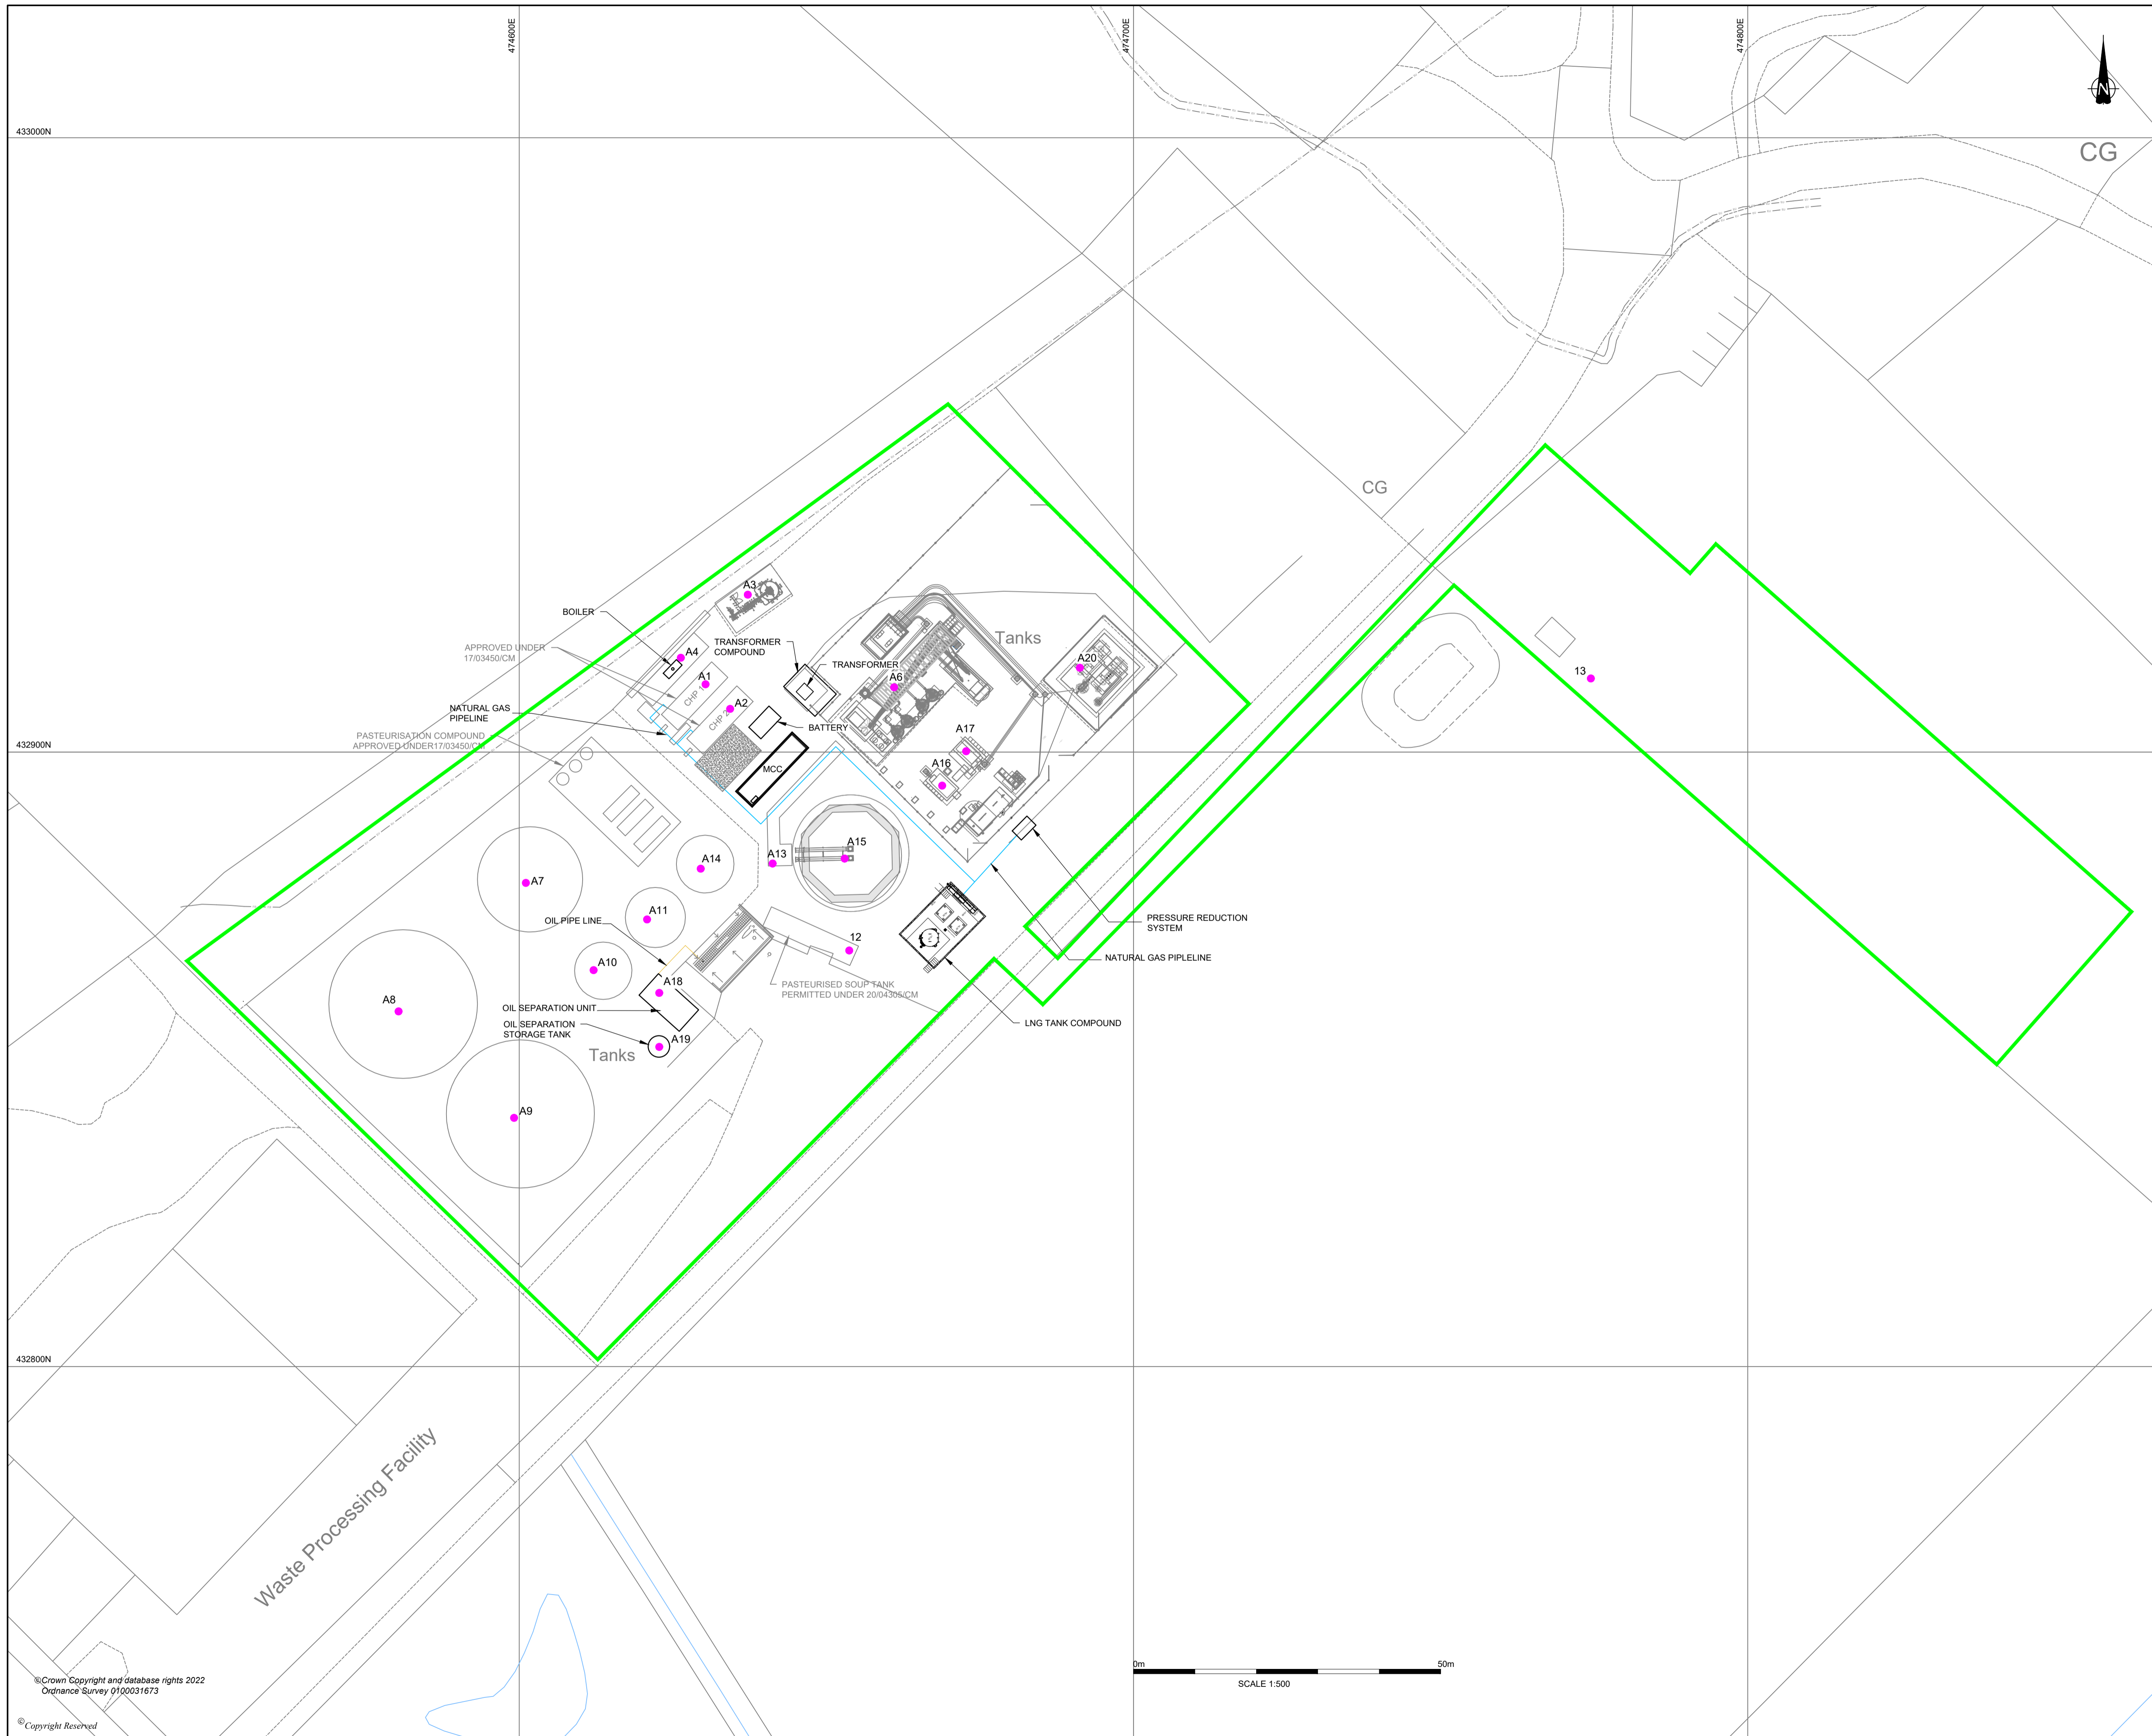 474600E
474700E
474800E
N
433000N
CG
CG
A3
BOILER
TRANSFORMER
COMPOUND
Tanks
APPROVED UNDER
17/03450/CM
A4
TRANSFORMER
A20
A6
13
A1
CHP 1
A2
CHP 2
NATURAL GAS
PIPELINE
BATTERY
PASTEURISATION COMPOUND
APPROVED UNDER17/03450/CM
432900N
A17
MCC
A16
A15
A14
A13
A7
A11
OIL PIPE LINE
PRESSURE REDUCTION
SYSTEM
12
NATURAL GAS PIPLELINE
A10
A18
PASTEURISED SOUP TANK
PERMITTED UNDER 20/04305/CM
A8
OIL SEPARATION UNIT
LNG TANK COMPOUND
OIL SEPARATION
STORAGE TANK
A19
Tanks
A9
432800N
Waste Processing Facility
0m
50m
SCALE 1:500
©Crown Copyright and database rights 2022
Ordnance Survey 0100031673
© Copyright Reserved